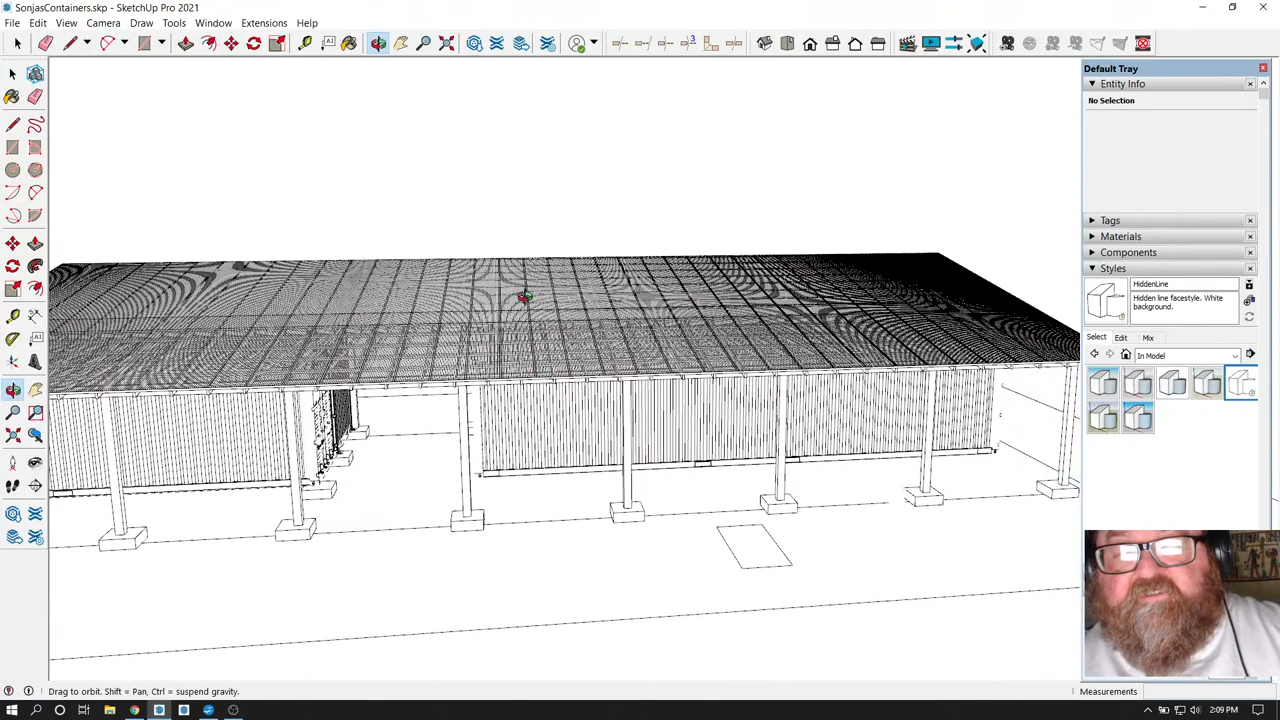 SonjasContainers.skp - SketchUp Pro 2021
File Edit View Camera Draw Tools Window Extensions Help
Default Tray
Entity Info
No Selection
Tags
Materials
Components
Styles
HiddenLine
Hidden line facestyle. White
background.
Select Edit Mix
In Model
Drag to orbit. Shift = Pan, Ctrl = suspend gravity.
Measurements
2:09 PM